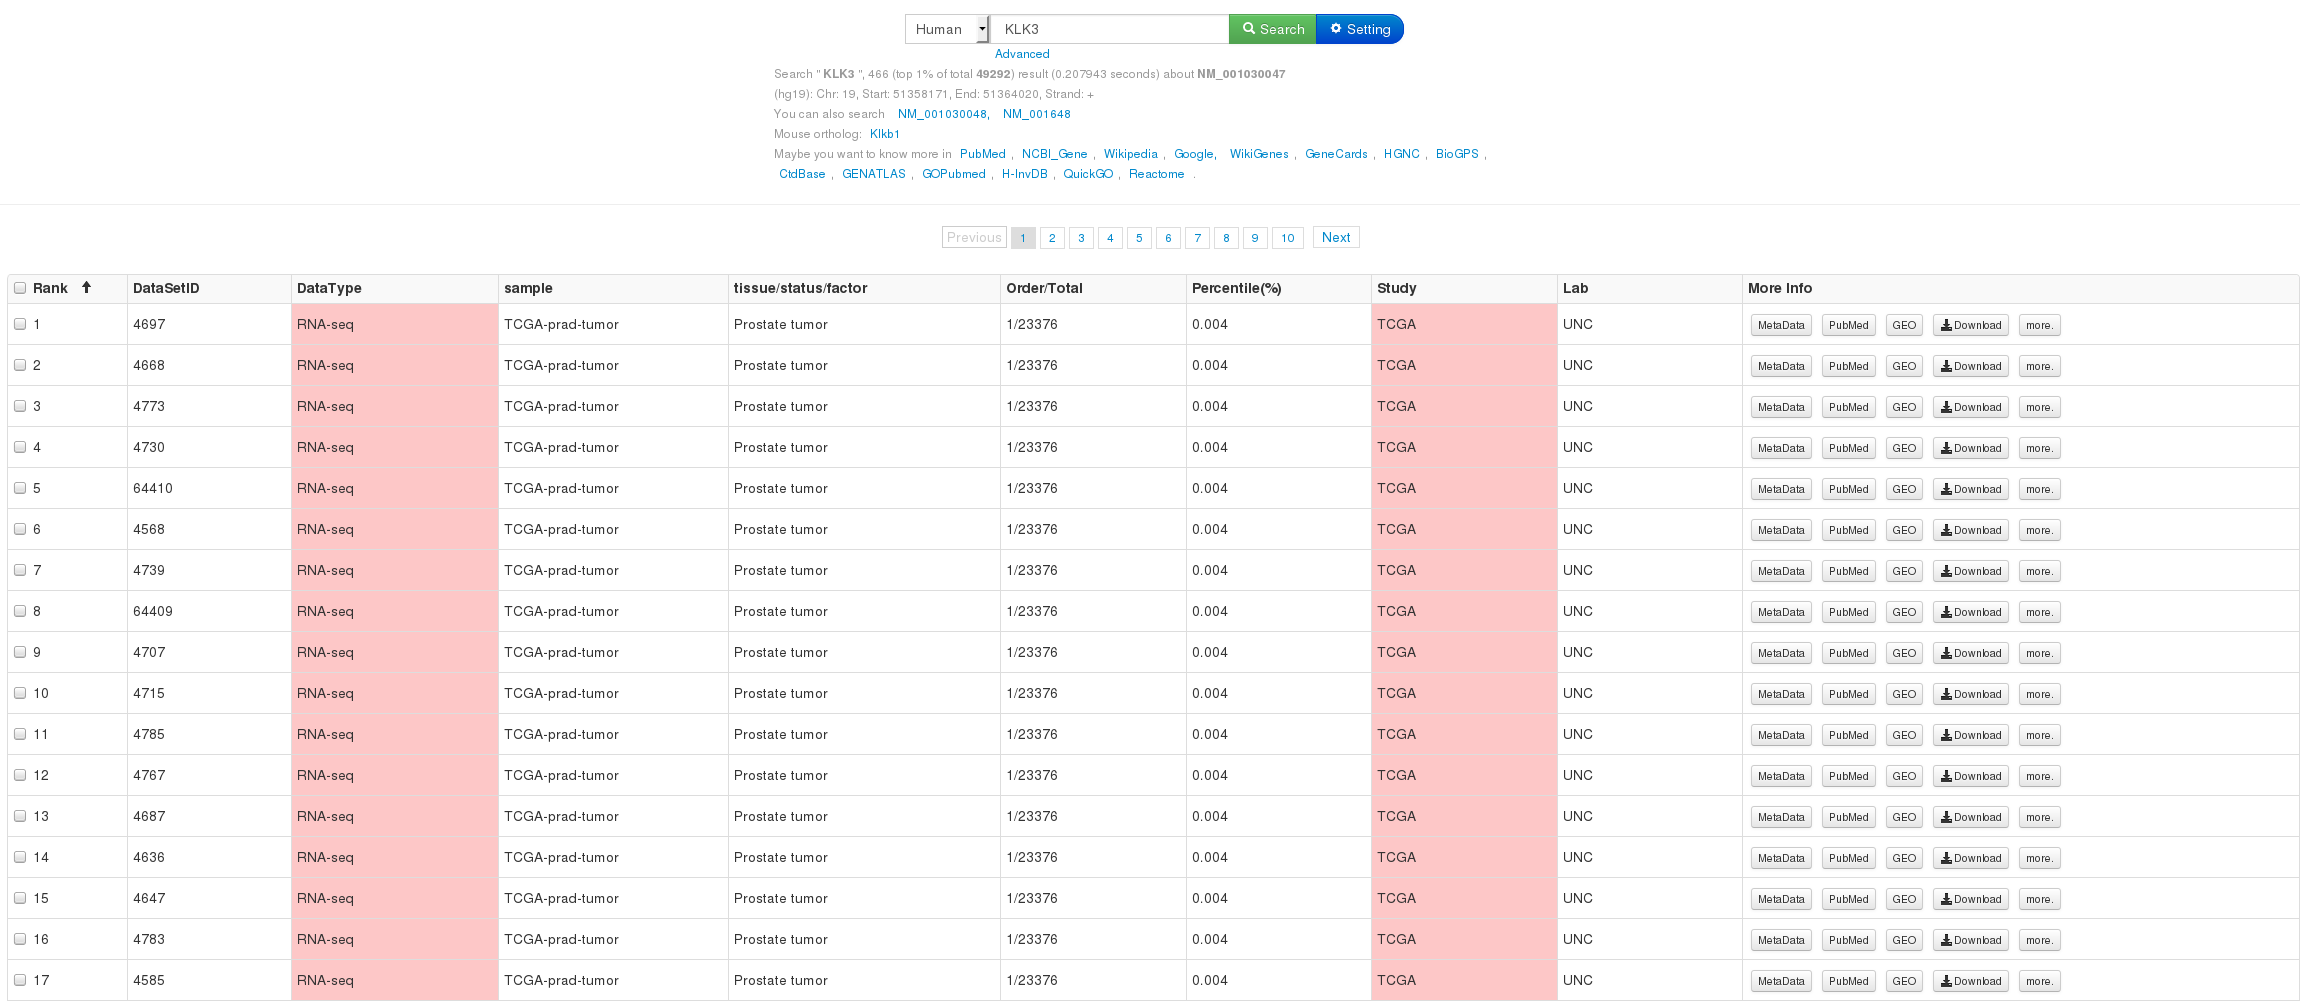 Human KLK3 Search Setting
Advanced
Search " KLK3 ", 466 (top 1% of total 49292) result (0.207943 seconds) about NM_001030047
(hg19): Chr: 19, Start: 51358171, End: 51364020, Strand: +
You can also search NM_001030048, NM_001648
Mouse ortholog: Klkb1
Maybe you want to know more in PubMed , NCBI_Gene , Wikipedia , Google, WikiGenes , GeneCards , HGNC , BioGPS ,
CtdBase , GENATLAS , GOPubmed , H-InvDB , QuickGO , Reactome .
Previous 1 2 3 4 5 6 7 8 9 10 Next
Rank DataSetID DataType sample tissue/status/factor Order/Total Percentile(%) Study Lab More Info
1 4697 RNA-seq TCGA-prad-tumor Prostate tumor 1/23376 0.004 TCGA UNC MetaData PubMed GEO Download more.
2 4668 RNA-seq TCGA-prad-tumor Prostate tumor 1/23376 0.004 TCGA UNC MetaData PubMed GEO Download more.
3 4773 RNA-seq TCGA-prad-tumor Prostate tumor 1/23376 0.004 TCGA UNC MetaData PubMed GEO Download more.
4 4730 RNA-seq TCGA-prad-tumor Prostate tumor 1/23376 0.004 TCGA UNC MetaData PubMed GEO Download more.
5 64410 RNA-seq TCGA-prad-tumor Prostate tumor 1/23376 0.004 TCGA UNC MetaData PubMed GEO Download more.
6 4568 RNA-seq TCGA-prad-tumor Prostate tumor 1/23376 0.004 TCGA UNC MetaData PubMed GEO Download more.
7 4739 RNA-seq TCGA-prad-tumor Prostate tumor 1/23376 0.004 TCGA UNC MetaData PubMed GEO Download more.
8 64409 RNA-seq TCGA-prad-tumor Prostate tumor 1/23376 0.004 TCGA UNC MetaData PubMed GEO Download more.
9 4707 RNA-seq TCGA-prad-tumor Prostate tumor 1/23376 0.004 TCGA UNC MetaData PubMed GEO Download more.
10 4715 RNA-seq TCGA-prad-tumor Prostate tumor 1/23376 0.004 TCGA UNC MetaData PubMed GEO Download more.
11 4785 RNA-seq TCGA-prad-tumor Prostate tumor 1/23376 0.004 TCGA UNC MetaData PubMed GEO Download more.
12 4767 RNA-seq TCGA-prad-tumor Prostate tumor 1/23376 0.004 TCGA UNC MetaData PubMed GEO Download more.
13 4687 RNA-seq TCGA-prad-tumor Prostate tumor 1/23376 0.004 TCGA UNC MetaData PubMed GEO Download more.
14 4636 RNA-seq TCGA-prad-tumor Prostate tumor 1/23376 0.004 TCGA UNC MetaData PubMed GEO Download more.
15 4647 RNA-seq TCGA-prad-tumor Prostate tumor 1/23376 0.004 TCGA UNC MetaData PubMed GEO Download more.
16 4783 RNA-seq TCGA-prad-tumor Prostate tumor 1/23376 0.004 TCGA UNC MetaData PubMed GEO Download more.
17 4585 RNA-seq TCGA-prad-tumor Prostate tumor 1/23376 0.004 TCGA UNC MetaData PubMed GEO Download more.